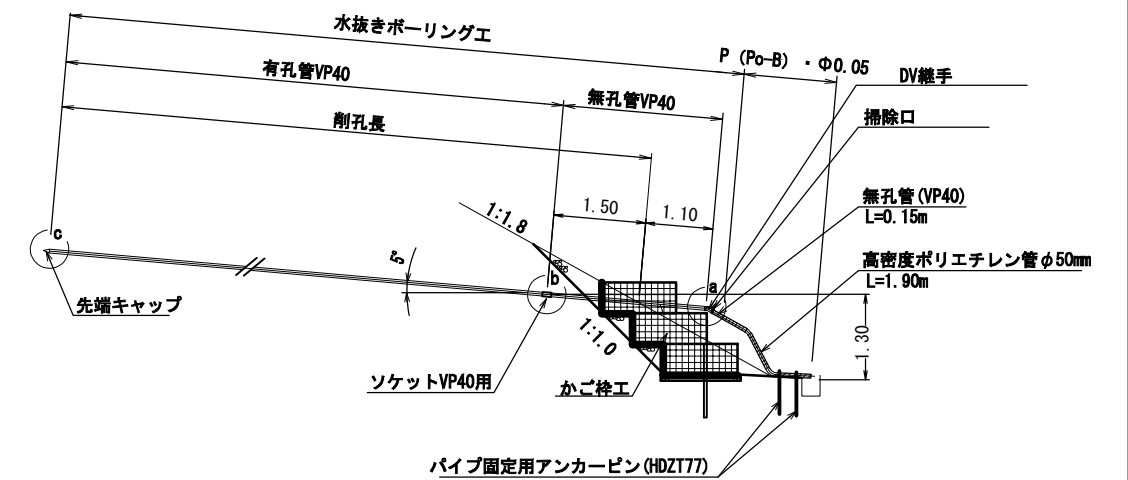 水抜きボーリング工
P (Po-B) ・Φ0.05
DV継手
有孔管VP40
無孔管VP40
掃除口
削孔長
無孔管(VP40)
L=0.15m
1:1.8
1.50
1.10
c
5°
高密度ポリエチレン管φ50mm
L=1.90m
b
a
先端キャップ
1:1.0
1.30
ソケットVP40用
かご枠工
パイプ固定用アンカーピン(HDZT77)